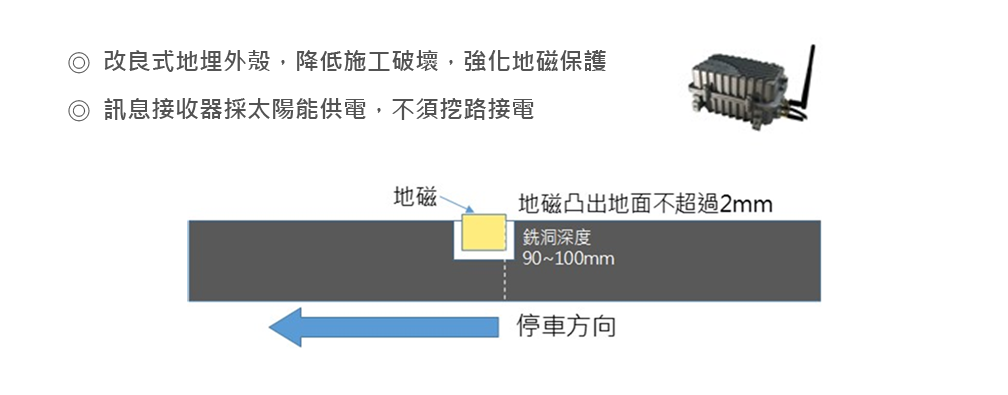 ◎ 改良式地埋外殼，降低施工破壞，強化地磁保護
◎ 訊息接收器採太陽能供電，不須挖路接電
地磁
地磁凸出地面不超過2mm
銑洞深度
90~100mm
停車方向